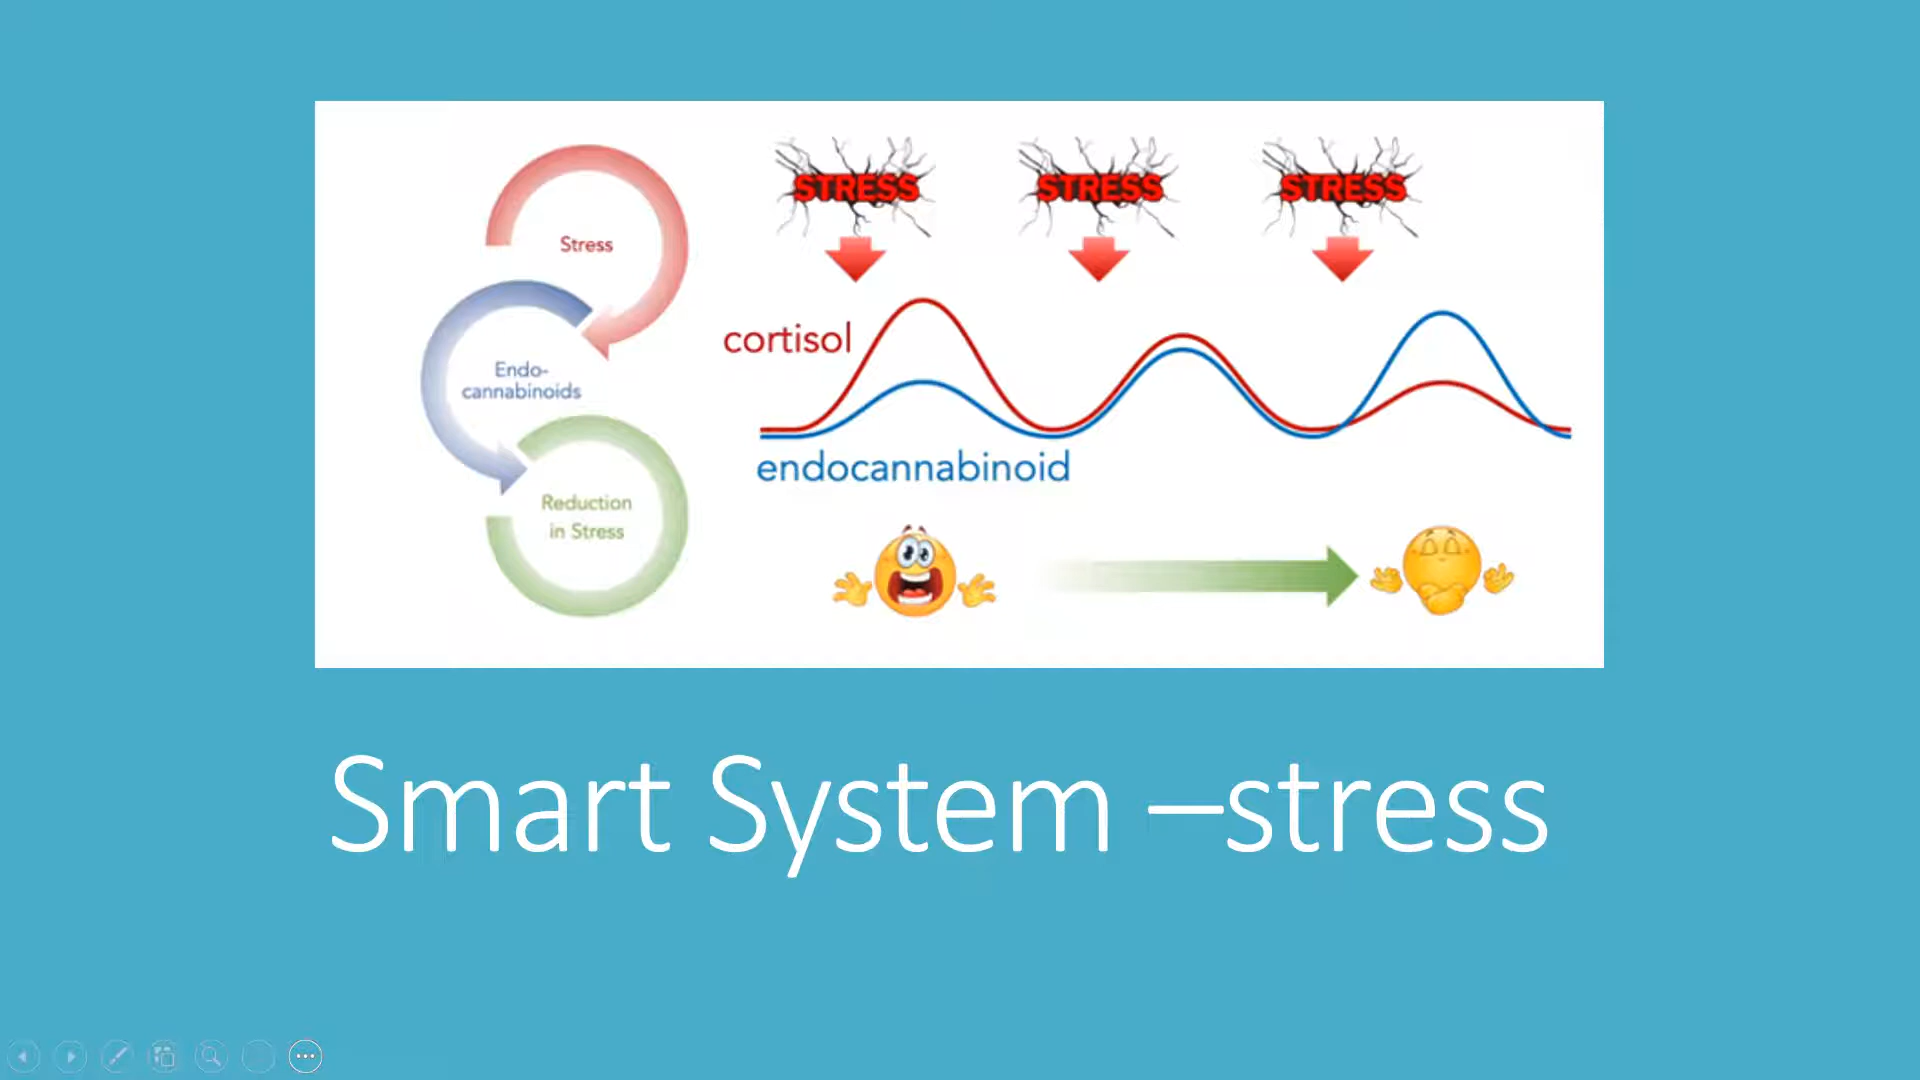 Stress
Endo-
cannabinoids
Reduction
in Stress
STRESS
STRESS
STRESS
cortisol
endocannabinoid
Smart System –stress